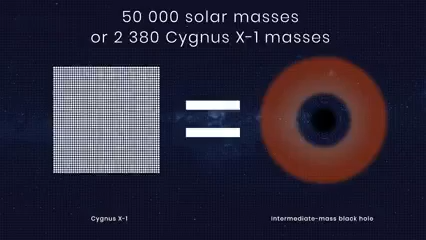 50 000 solar masses
or 2 380 Cygnus X-1 masses
Cygnus X-1
intermediate-mass black hole